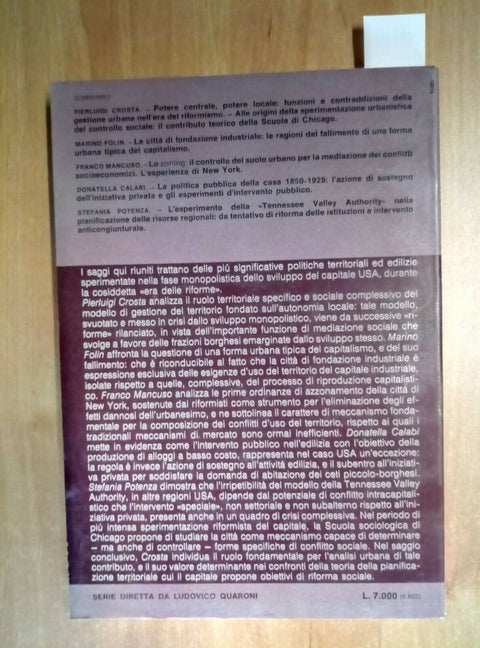 SOMMARIO
PIERLUIGI CROSTA. – Potere centrale, potere locale: funzioni e contraddizioni della
gestione urbana nell'era del riformismo. – Alle origini della sperimentazione urbanistica
del controllo sociale: il contributo teorico della Scuola di Chicago.
MARINO FOLIN. – La città di fondazione industriale: le ragioni del fallimento di una forma
urbana tipica del capitalismo.
FRANCO MANCUSO. – Lo zoning. il controllo del suolo urbano per la mediazione dei conflitti
socioeconomici. L'esperienza di New York.
DONATELLA CALABI. – La politica pubblica della casa 1850-1929: l'azione di sostegno
dell'iniziativa privata e gli esperimenti d'intervento pubblico.
STEFANIA POTENZA. – L'esperimento della «Tennessee Valley Authority» nella
pianificazione delle risorse regionali: da tentativo di riforma delle istituzioni a intervento
anticongiunturale.
I saggi qui riuniti trattano delle piú significative politiche territoriali ed edilizie
sperimentate nella fase monopolistica dello sviluppo del capitale USA, durante
la cosiddetta «era delle riforme».
Pierluigi Crosta analizza il ruolo territoriale specifico e sociale complessivo del
modello di gestione del territorio fondato sull'autonomia locale: tale modello,
svuotato e messo in crisi dallo sviluppo monopolistico, viene da successive «ri-
forme» rilanciato, in vista dell'importante funzione di mediazione sociale che
svolge a favore delle frazioni borghesi emarginate dallo sviluppo stesso. Marino
Folin affronta la questione di una forma urbana tipica del capitalismo, e del suo
fallimento: che è riconducibile al fatto che la città di fondazione industriale è
espressione esclusiva delle esigenze d'uso del territorio del capitale industriale,
isolate rispetto a quelle, complessive, del processo di riproduzione capitalisti-
co. Franco Mancuso analizza le prime ordinanze di azzonamento della città di
New York, sostenute dai riformisti come strumento per l'eliminazione degli ef-
fetti dannosi dell'urbanesimo, e ne sottolinea il carattere di meccanismo fonda-
mentale per la composizione dei conflitti d'uso del territorio, rispetto ai quali i
tradizionali meccanismi di mercato sono ormai inefficienti. Donatella Calabi
mette in evidenza come l'intervento pubblico nell'edilizia con l'obiettivo della
produzione di alloggi a basso costo, rappresenta nel caso USA un'eccezione:
la regola è invece l'azione di sostegno all'attività edilizia, e il subentro all'iniziati-
va privata per soddisfare la domanda di abitazione dei ceti piccolo-borghesi.
Stefania Potenza dimostra che l'irripetibilità del modello della Tennessee Valley
Authority, in altre regioni USA, dipende dal potenziale di conflitto intracapitali-
stico che l'intervento «speciale», non settoriale e non subalterno rispetto all'ini-
ziativa privata, presenta anche in un quadro di crisi complessiva. Nel periodo di
piú intensa sperimentazione riformista del capitale, la Scuola sociologica di
Chicago propone di studiare la città come meccanismo capace di determinare
– ma anche di controllare – forme specifiche di conflitto sociale. Nel saggio
conclusivo, Crosta individua il ruolo fondamentale per l'analisi urbana di tale
contributo, e il suo valore determinante nei confronti della teoria della pianifica-
zione territoriale cui il capitale propone obiettivi di riforma sociale.
SERIE DIRETTA DA LUDOVICO QUARONI
L. 7.000 (6.603)